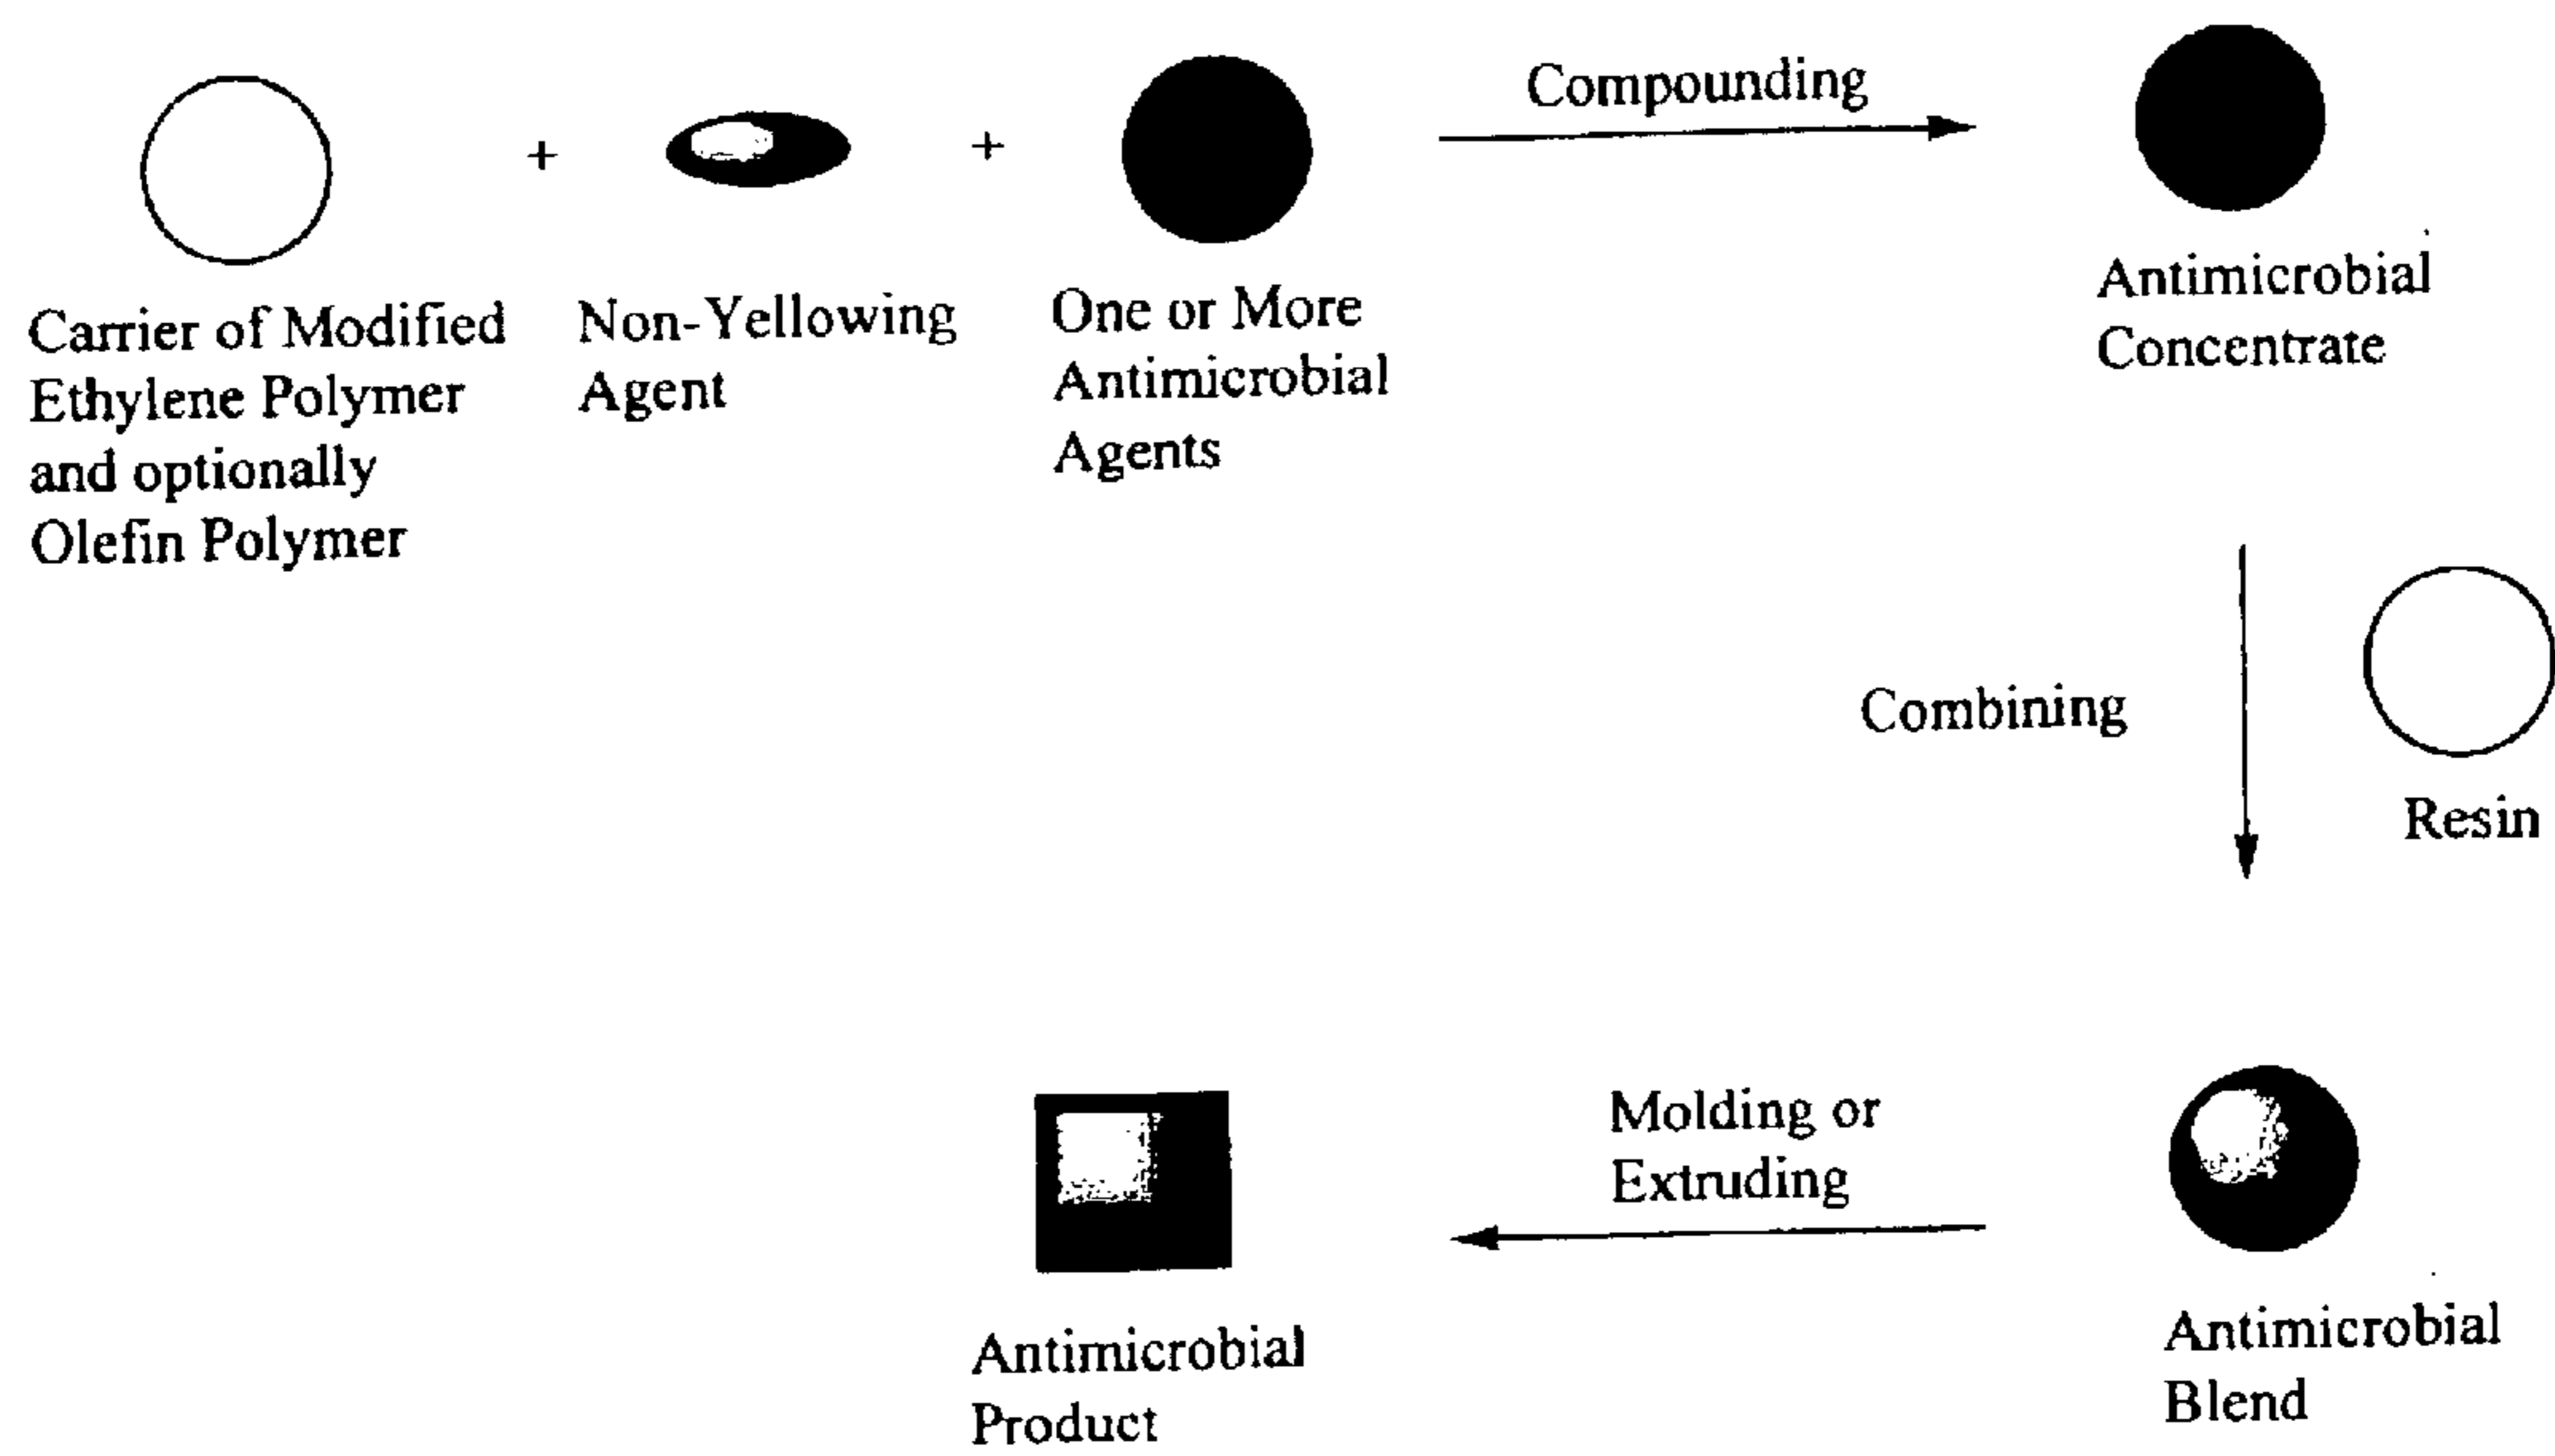 +
+
Compounding
Carrier of Modified
Ethylene Polymer
and optionally
Olefin Polymer
Non-Yellowing
Agent
One or More
Antimicrobial
Agents
Antimicrobial
Concentrate
Combining
Resin
Molding or
Extruding
Antimicrobial
Product
Antimicrobial
Blend